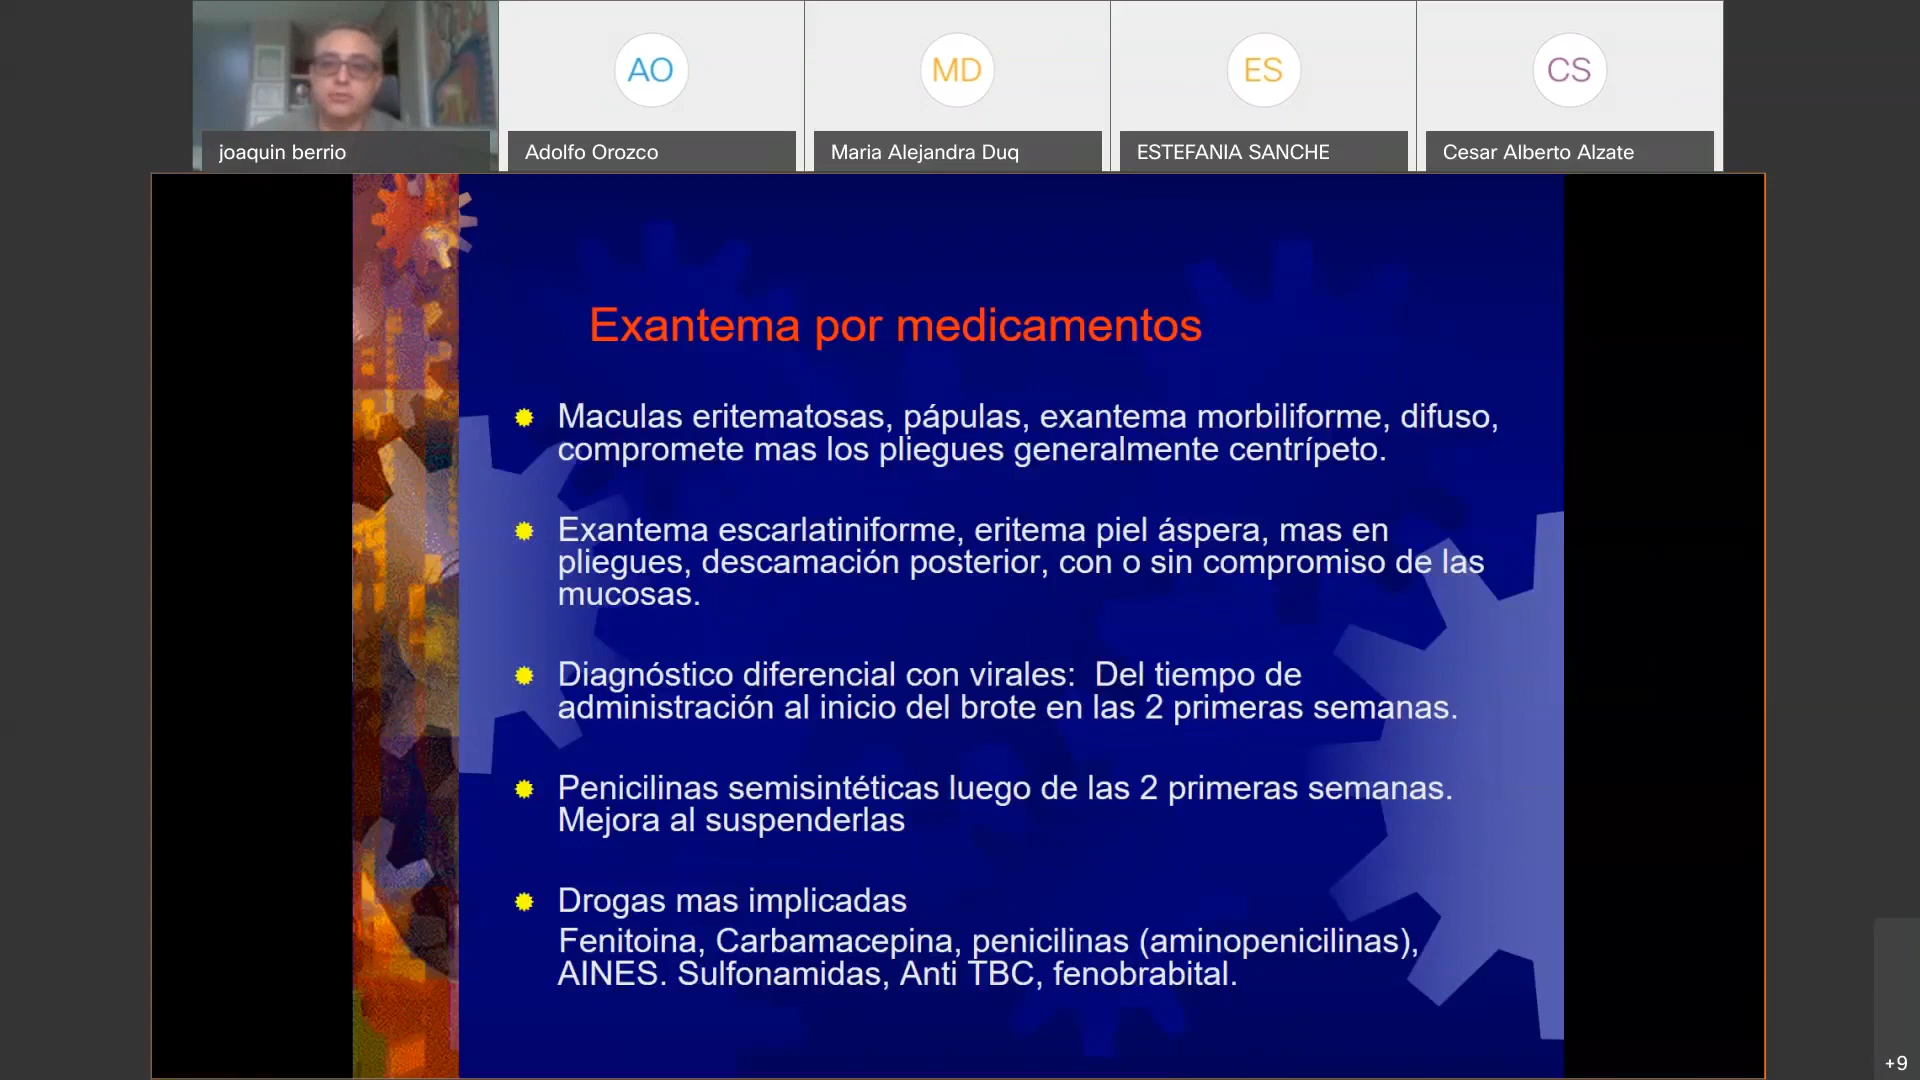 AO
MD
ES
CS
joaquin berrio
Adolfo Orozco
Maria Alejandra Duq
ESTEFANIA SANCHE
Cesar Alberto Alzate
Exantema por medicamentos
Maculas eritematosas, pápulas, exantema morbiliforme, difuso,
compromete mas los pliegues generalmente centrípeto.
Exantema escarlatiniforme, eritema piel áspera, mas en
pliegues, descamación posterior, con o sin compromiso de las
mucosas.
Diagnóstico diferencial con virales:  Del tiempo de
administración al inicio del brote en las 2 primeras semanas.
Penicilinas semisintéticas luego de las 2 primeras semanas.
Mejora al suspenderlas
Drogas mas implicadas
Fenitoina, Carbamacepina, penicilinas (aminopenicilinas),
AINES. Sulfonamidas, Anti TBC, fenobrabital.
+9